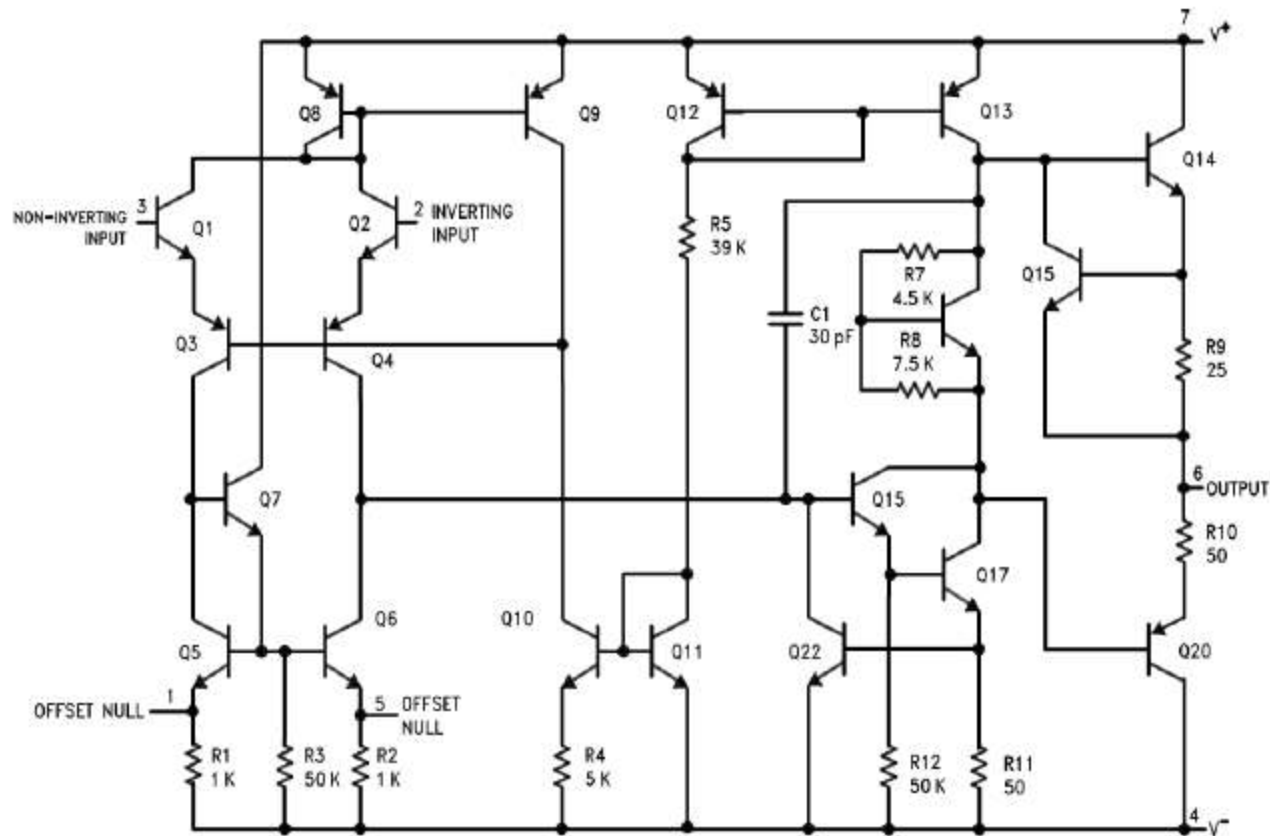 7
V+
Q8
Q9
Q12
Q13
Q14
3
NON-INVERTING
INPUT
Q1
Q2
2 INVERTING
INPUT
R5
39 K
R7
4.5 K
Q15
C1
30 pF
R8
7.5 K
R9
25
Q3
Q4
Q7
Q15
6
OUTPUT
R10
50
Q17
Q5
Q6
Q10
Q11
Q22
Q20
1
OFFSET NULL
5
OFFSET
NULL
R1
1 K
R3
50 K
R2
1 K
R4
5 K
R12
50 K
R11
50
4
V-